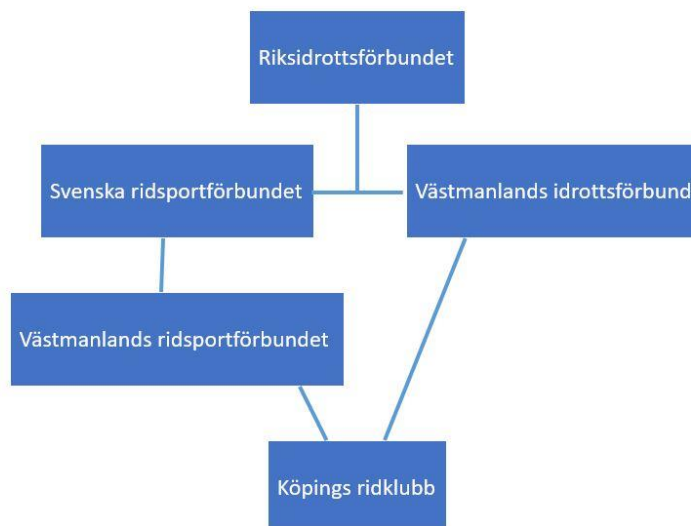 Riksidrottsförbundet
Svenska ridsportförbundet
Västmanlands idrottsförbund
Västmanlands ridsportförbundet
Köpings ridklubb